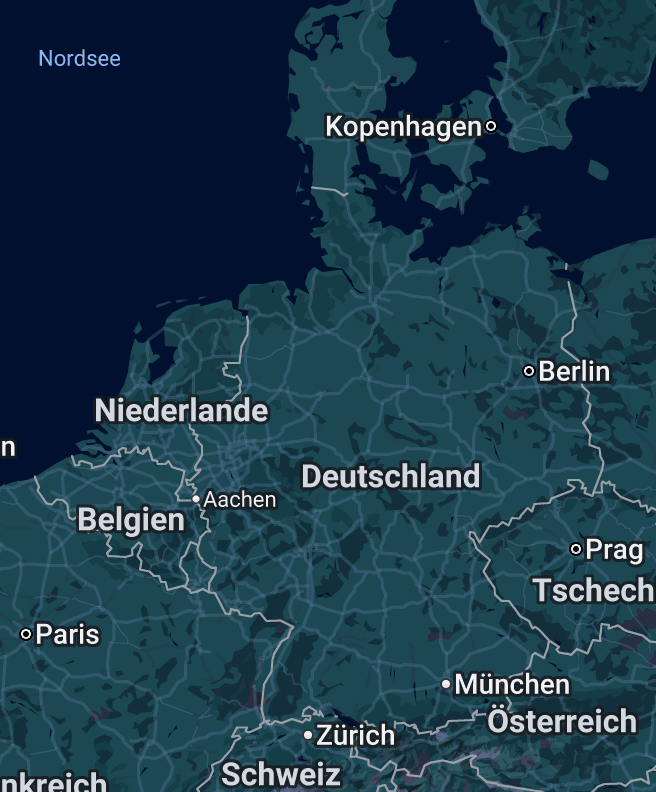 Nordsee
Kopenhagen
Berlin
Niederlande
n
Deutschland
Aachen
Belgien
Prag
Tschech
Paris
München
Österreich
Zürich
Schweiz
nkreich